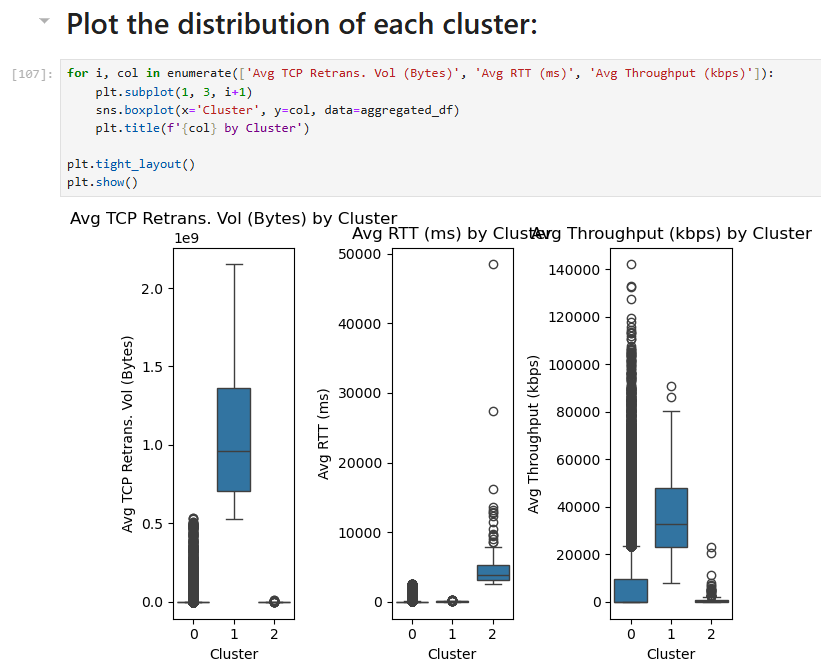 Plot the distribution of each cluster:
[107]:
for i, col in enumerate(['Avg TCP Retrans. Vol (Bytes)', 'Avg RTT (ms)', 'Avg Throughput (kbps)']):
    plt.subplot(1, 3, i+1)
    sns.boxplot(x='Cluster', y=col, data=aggregated_df)
    plt.title(f'{col} by Cluster')
plt.tight_layout()
plt.show()
Avg TCP Retrans. Vol (Bytes) by Cluster
1e9
Avg TCP Retrans. Vol (Bytes)
2.0
1.5
1.0
0.5
0.0
0 1 2
Cluster
Avg RTT (ms) by Cluster
Avg RTT (ms)
50000
40000
30000
20000
10000
0
0 1 2
Cluster
Avg Throughput (kbps) by Cluster
Avg Throughput (kbps)
140000
120000
100000
80000
60000
40000
20000
0
0 1 2
Cluster